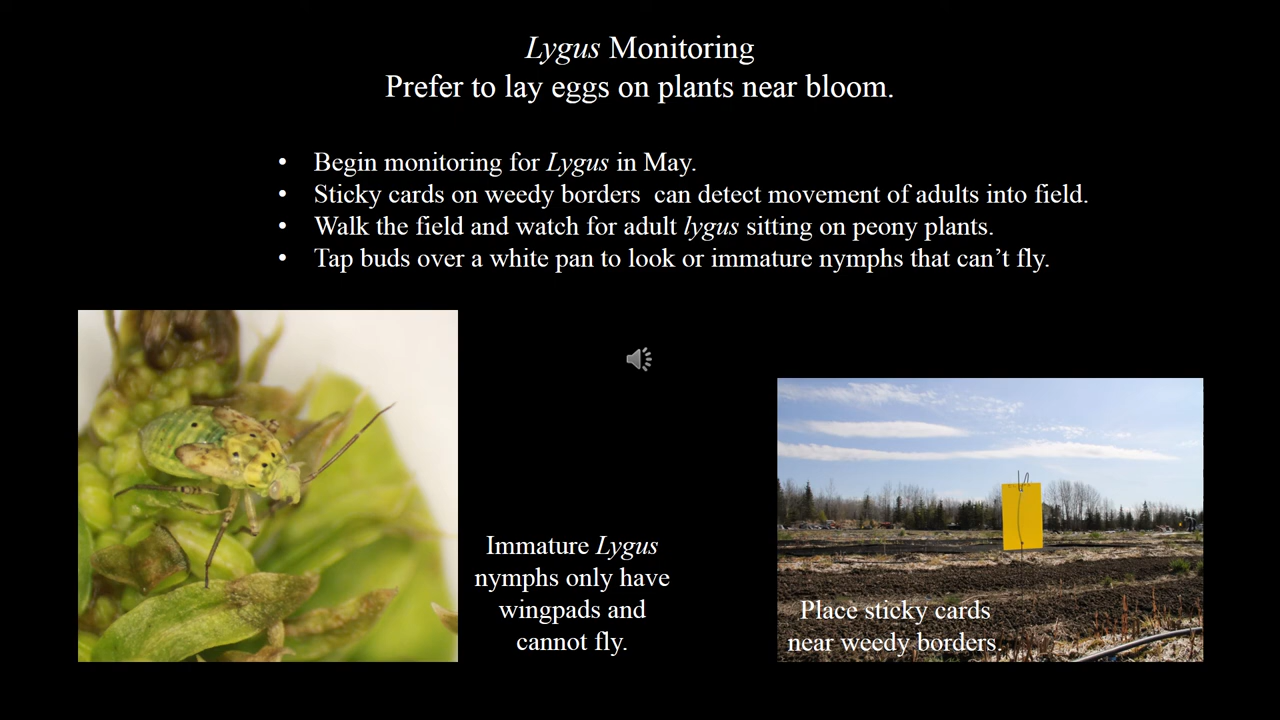 Lygus Monitoring
Prefer to lay eggs on plants near bloom.
• Begin monitoring for Lygus in May.
• Sticky cards on weedy borders  can detect movement of adults into field.
• Walk the field and watch for adult lygus sitting on peony plants.
• Tap buds over a white pan to look or immature nymphs that can’t fly.
Immature Lygus
nymphs only have
wingpads and
cannot fly.
Place sticky cards
near weedy borders.